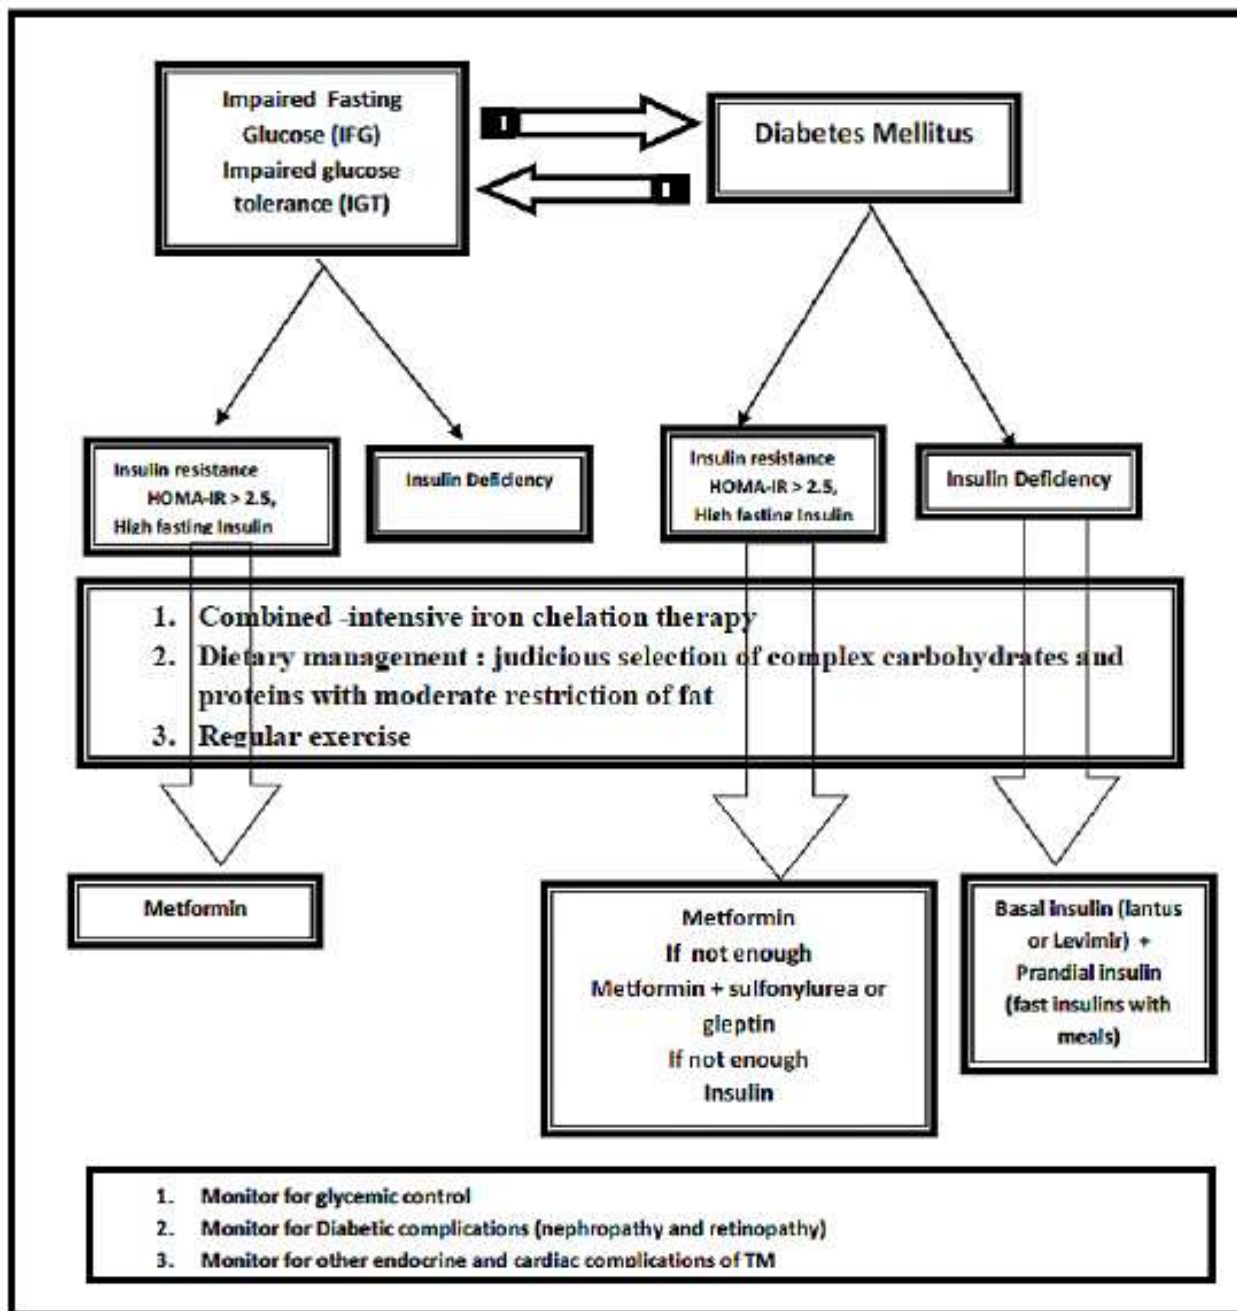 Impaired Fasting
Glucose (IFG)
Impaired glucose
tolerance (IGT)
Diabetes Mellitus
Insulin resistance
HOMA-IR > 2.5,
High fasting Insulin
Insulin Deficiency
Insulin resistance
HOMA-IR > 2.5,
High fasting Insulin
Insulin Deficiency
1. Combined -intensive iron chelation therapy
2. Dietary management : judicious selection of complex carbohydrates and
proteins with moderate restriction of fat
3. Regular exercise
Metformin
Metformin
If not enough
Metformin + sulfonylurea or
gleptin
If not enough
Insulin
Basal insulin (lantus
or Levimir) +
Prandial insulin
(fast insulins with
meals)
1. Monitor for glycemic control
2. Monitor for Diabetic complications (nephropathy and retinopathy)
3. Monitor for other endocrine and cardiac complications of TM